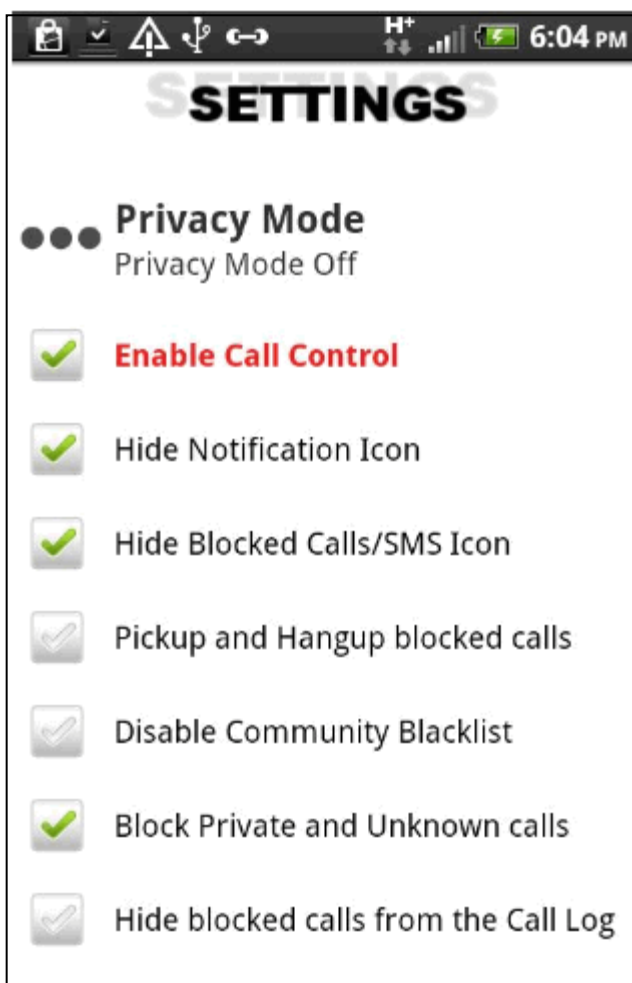 H+ 6:04 PM
SETTINGS
Privacy Mode
Privacy Mode Off
Enable Call Control
Hide Notification Icon
Hide Blocked Calls/SMS Icon
Pickup and Hangup blocked calls
Disable Community Blacklist
Block Private and Unknown calls
Hide blocked calls from the Call Log